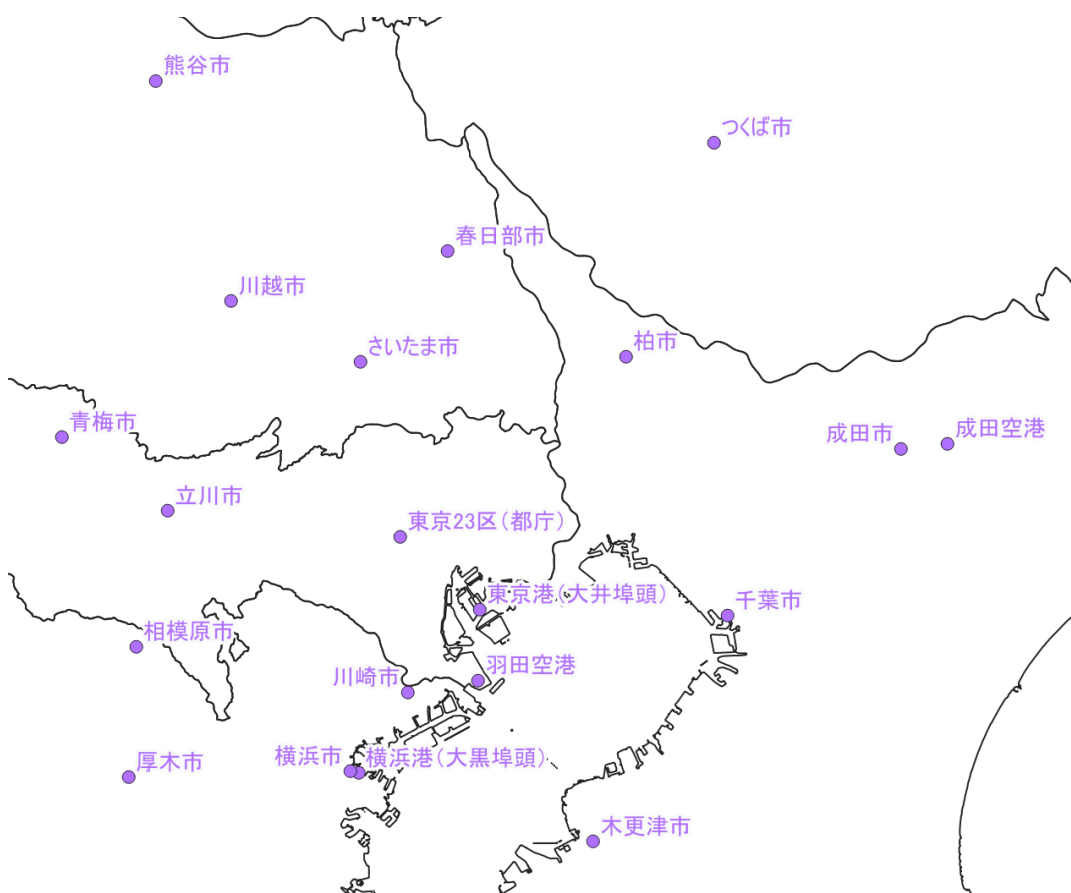 熊谷市
つくば市
春日部市
川越市
さいたま市
柏市
青梅市
成田市
成田空港
立川市
東京23区（都庁）
東京港（大井埠頭）
千葉市
相模原市
川崎市
羽田空港
厚木市
横浜市
横浜港（大黒埠頭）
木更津市